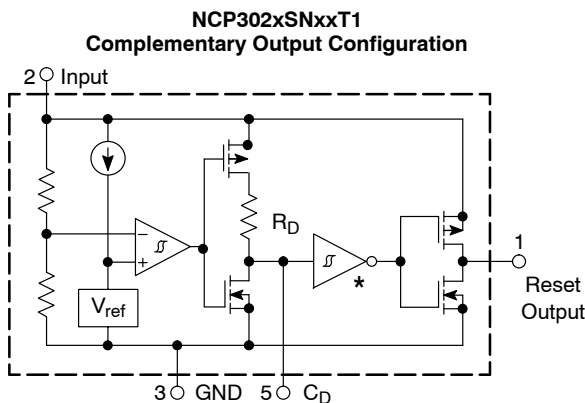 NCP302xSNxxT1
Complementary Output Configuration
2 Input
−
+
*
R_D
V_ref
1
Reset
Output
3 GND
5 C_D